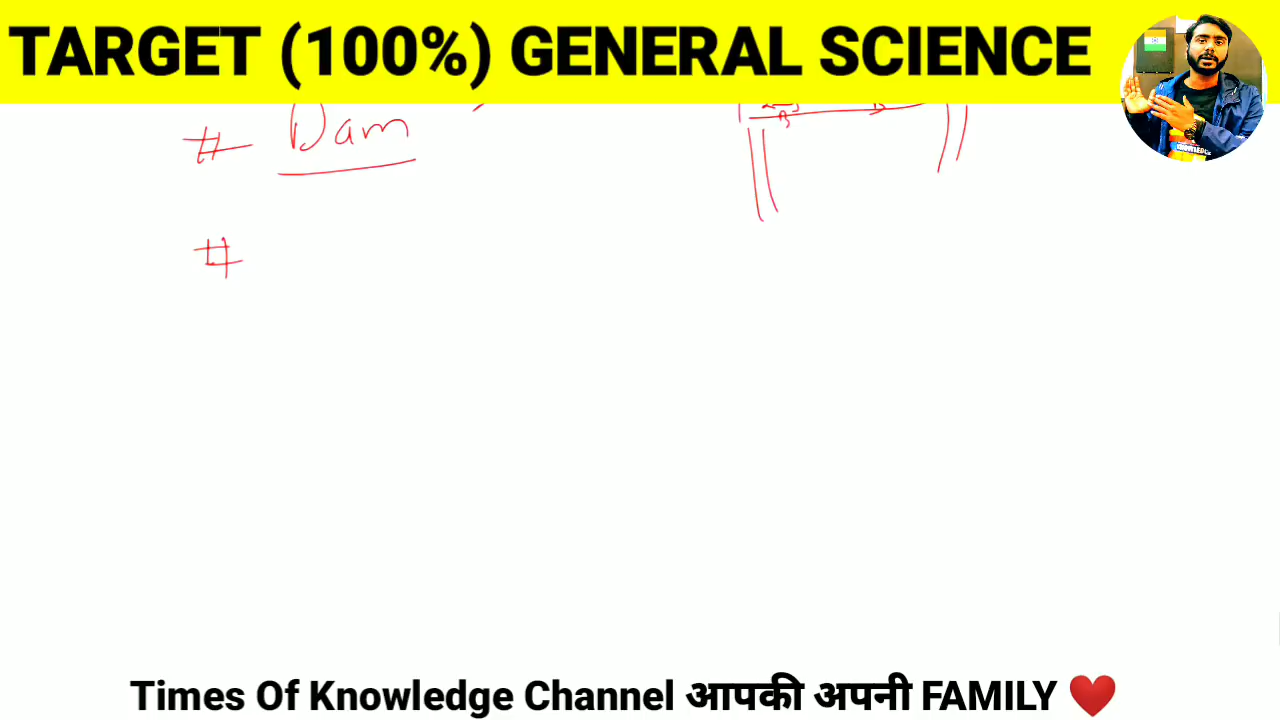 TARGET (100%) GENERAL SCIENCE
# Dam
#
Times Of Knowledge Channel आपकी अपनी FAMILY ❤️